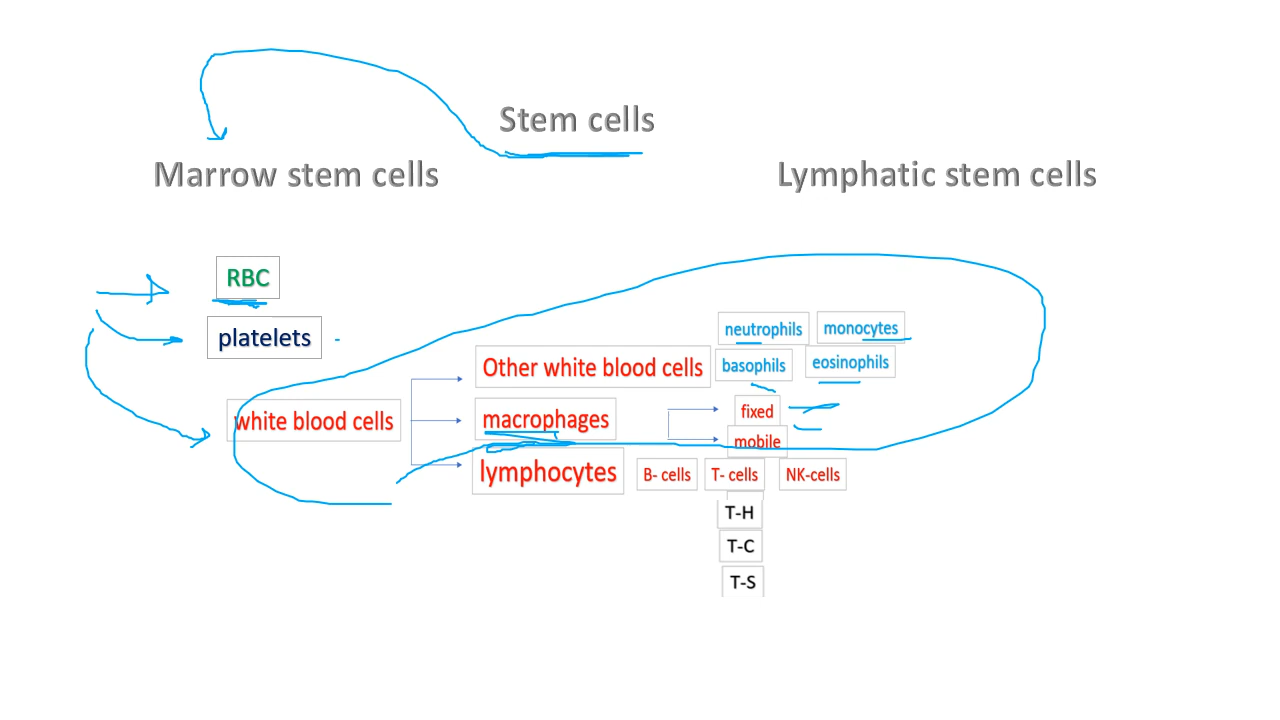 Stem cells
Marrow stem cells
Lymphatic stem cells
RBC
platelets
neutrophils
monocytes
Other white blood cells
basophils
eosinophils
white blood cells
macrophages
fixed
mobile
lymphocytes
B- cells
T- cells
NK-cells
T-H
T-C
T-S